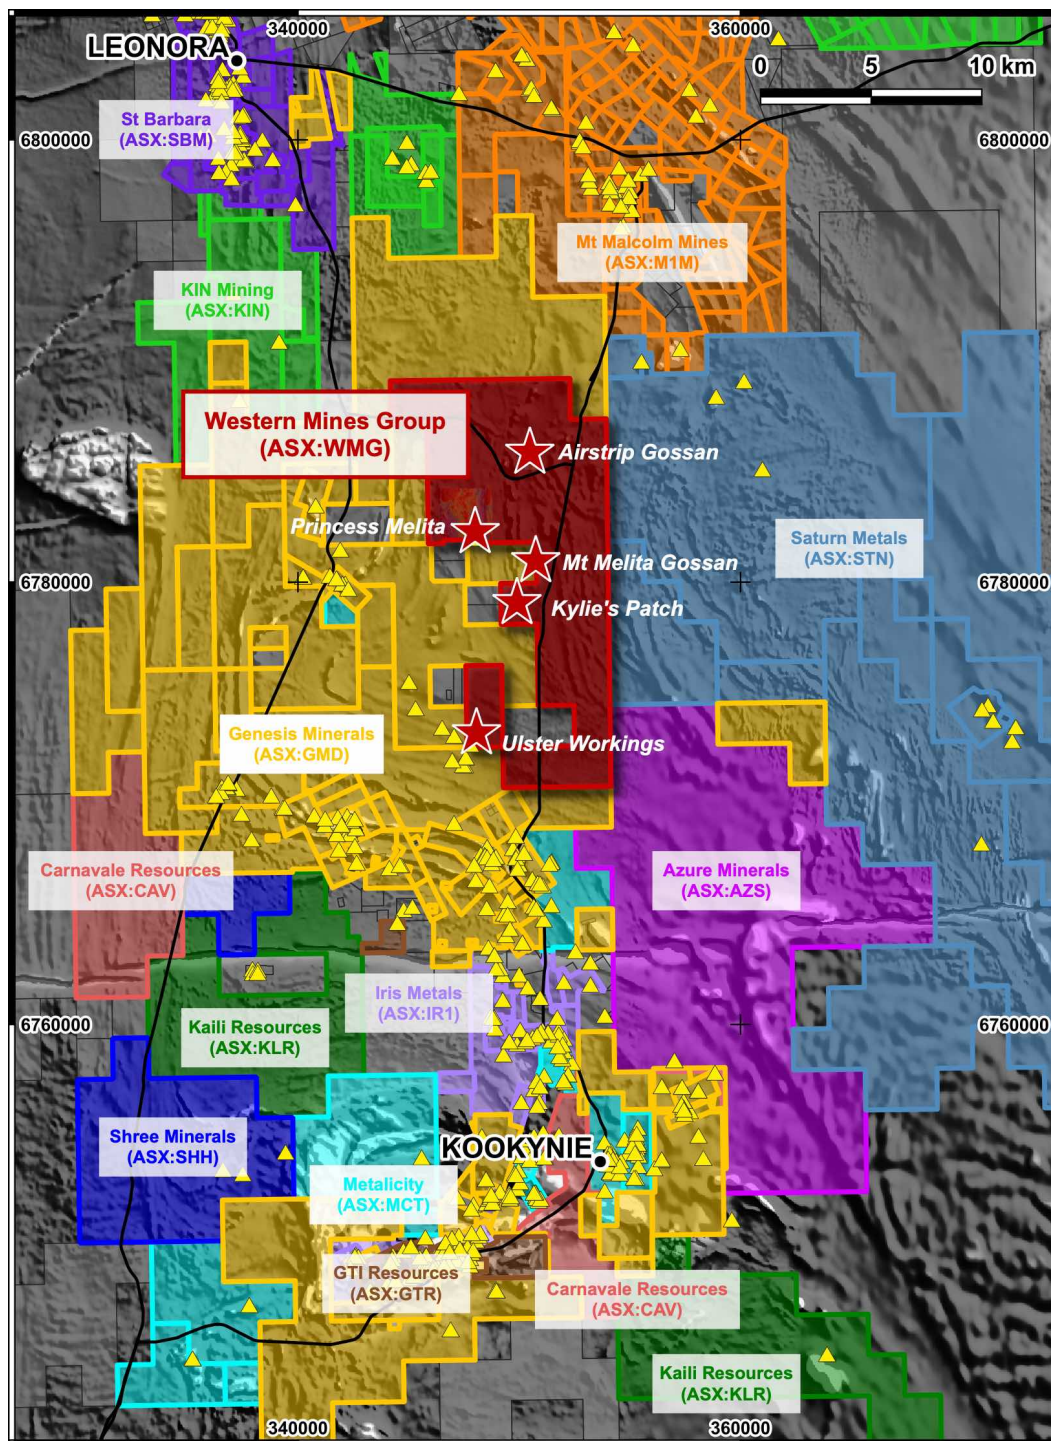 340000
360000
LEONORA
0 5 10 km
St Barbara
(ASX:SBM)
6800000
6800000
Mt Malcolm Mines
(ASX:M1M)
KIN Mining
(ASX:KIN)
Western Mines Group
(ASX:WMG)
Airstrip Gossan
Princess Melita
Saturn Metals
(ASX:STN)
Mt Melita Gossan
6780000
6780000
Kylie's Patch
Genesis Minerals
(ASX:GMD)
Ulster Workings
Carnavale Resources
(ASX:CAV)
Azure Minerals
(ASX:AZS)
Iris Metals
(ASX:IR1)
Kaili Resources
(ASX:KLR)
6760000
6760000
Shree Minerals
(ASX:SHH)
KOOKYNIE
Metalicity
(ASX:MCT)
GTI Resources
(ASX:GTR)
Carnavale Resources
(ASX:CAV)
Kaili Resources
(ASX:KLR)
340000
360000